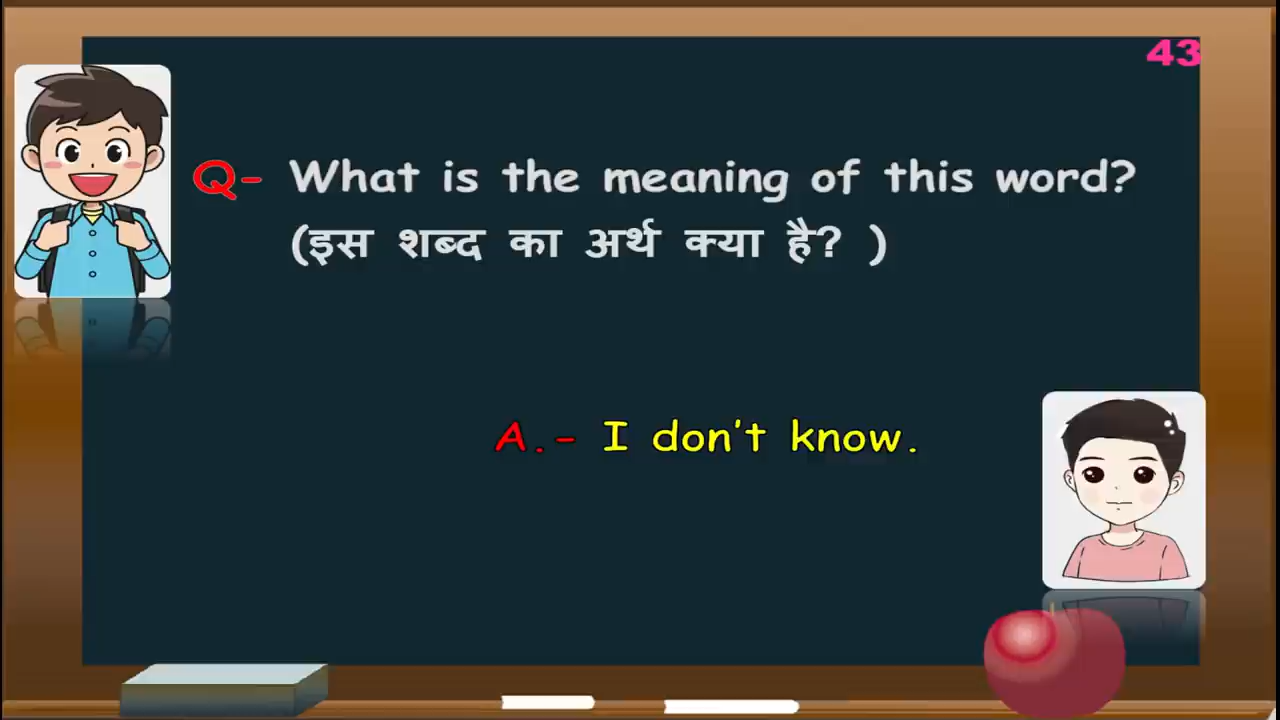 43
Q- What is the meaning of this word?
(इस शब्द का अर्थ क्या है? )
A.- I don't know.